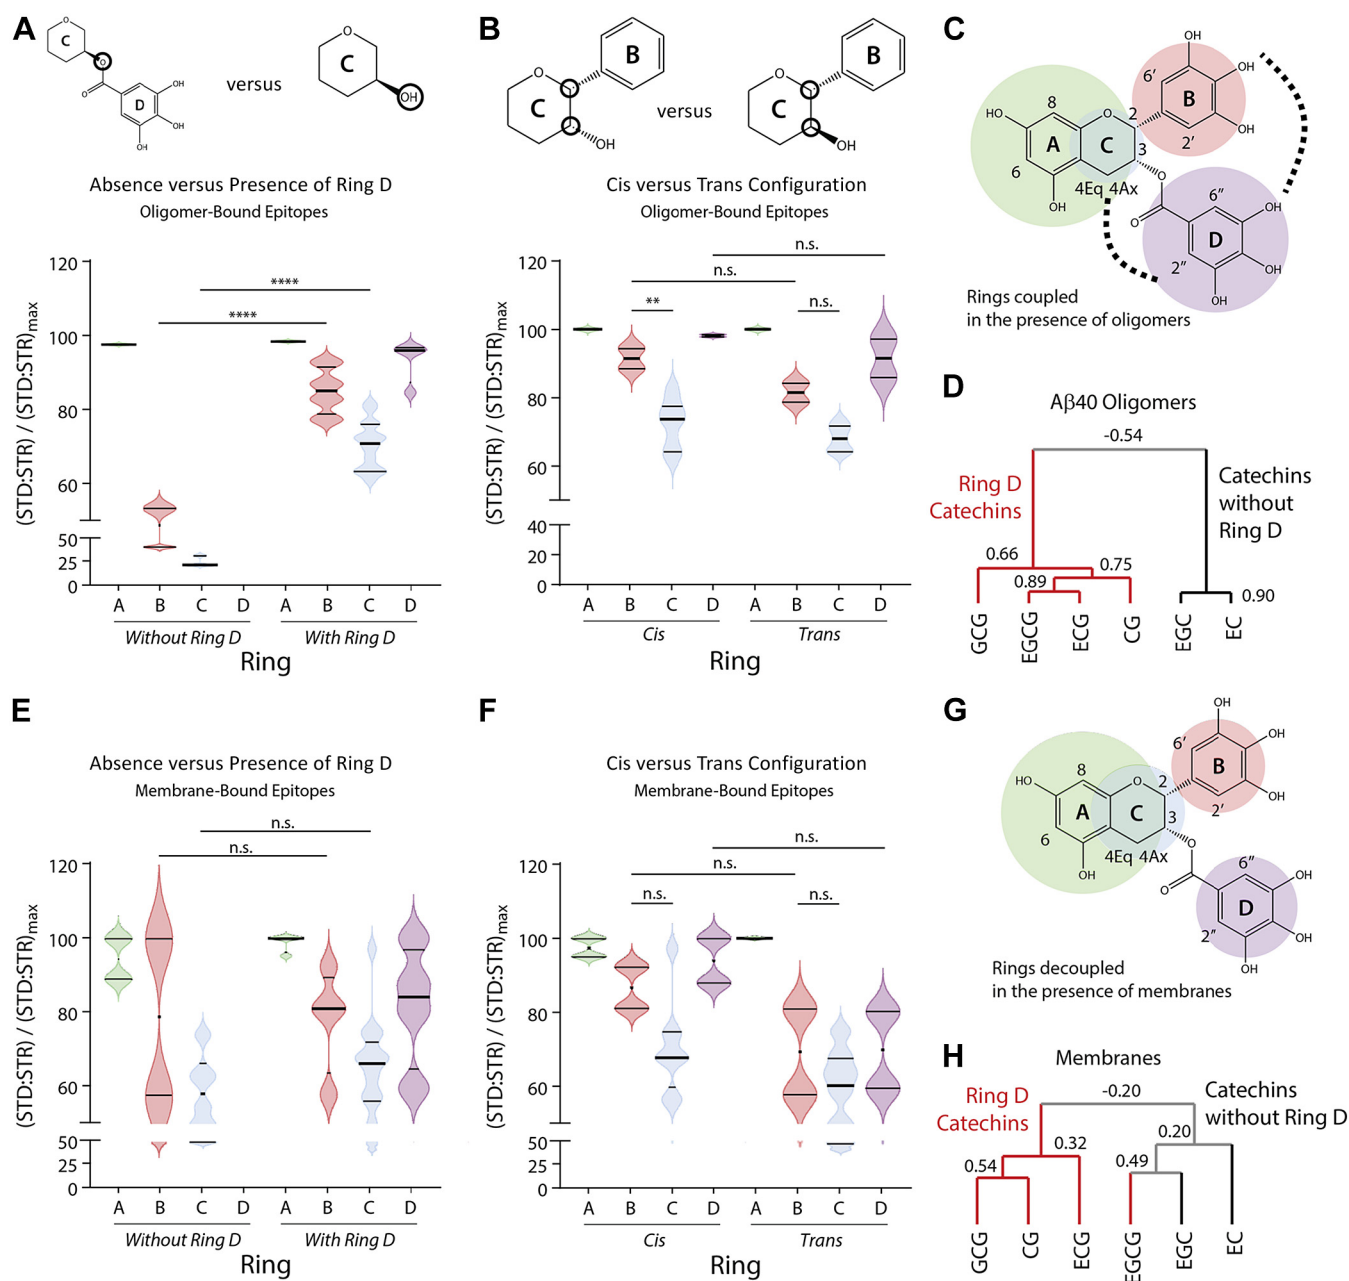 A
O
C
O
O
D
OH
OH
OH
versus
O
C
OH
B
O
C
B
OH
versus
O
C
B
OH
C
OH
OH
OH
6′
B
2′
8
HO
O
2
A
C
3
6
4Eq 4Ax
OH
O
O
6″
OH
D
OH
2″
OH
Rings coupled
in the presence of oligomers
Absence versus Presence of Ring D
Oligomer-Bound Epitopes
(STD:STR) / (STD:STR)max
120
100
80
60
50
25
0
****
****
A B C D A B C D
Without Ring D With Ring D
Ring
Cis versus Trans Configuration
Oligomer-Bound Epitopes
(STD:STR) / (STD:STR)max
120
100
80
60
40
20
0
n.s.
n.s.
** n.s.
A B C D A B C D
Cis Trans
Ring
D
Aβ40 Oligomers
-0.54
Ring D
Catechins
Catechins
without
Ring D
0.66
0.75
0.89
0.90
GCG
EGCG
ECG
CG
EGC
EC
E
Absence versus Presence of Ring D
Membrane-Bound Epitopes
(STD:STR) / (STD:STR)max
n.s.
n.s.
120
100
80
60
50
25
0
A B C D A B C D
Without Ring D With Ring D
Ring
F
Cis versus Trans Configuration
Membrane-Bound Epitopes
(STD:STR) / (STD:STR)max
n.s.
n.s.
n.s. n.s.
120
100
80
60
50
25
0
A B C D A B C D
Cis Trans
Ring
G
OH
OH
OH
6′
B
2′
8
HO
O
2
A
C
3
6
4Eq 4Ax
OH
O
O
6″
OH
D
OH
2″
OH
Rings decoupled
in the presence of membranes
H
Membranes
-0.20
Ring D
Catechins
Catechins
without Ring D
0.20
0.32
0.54
0.49
GCG
CG
ECG
EGCG
EGC
EC